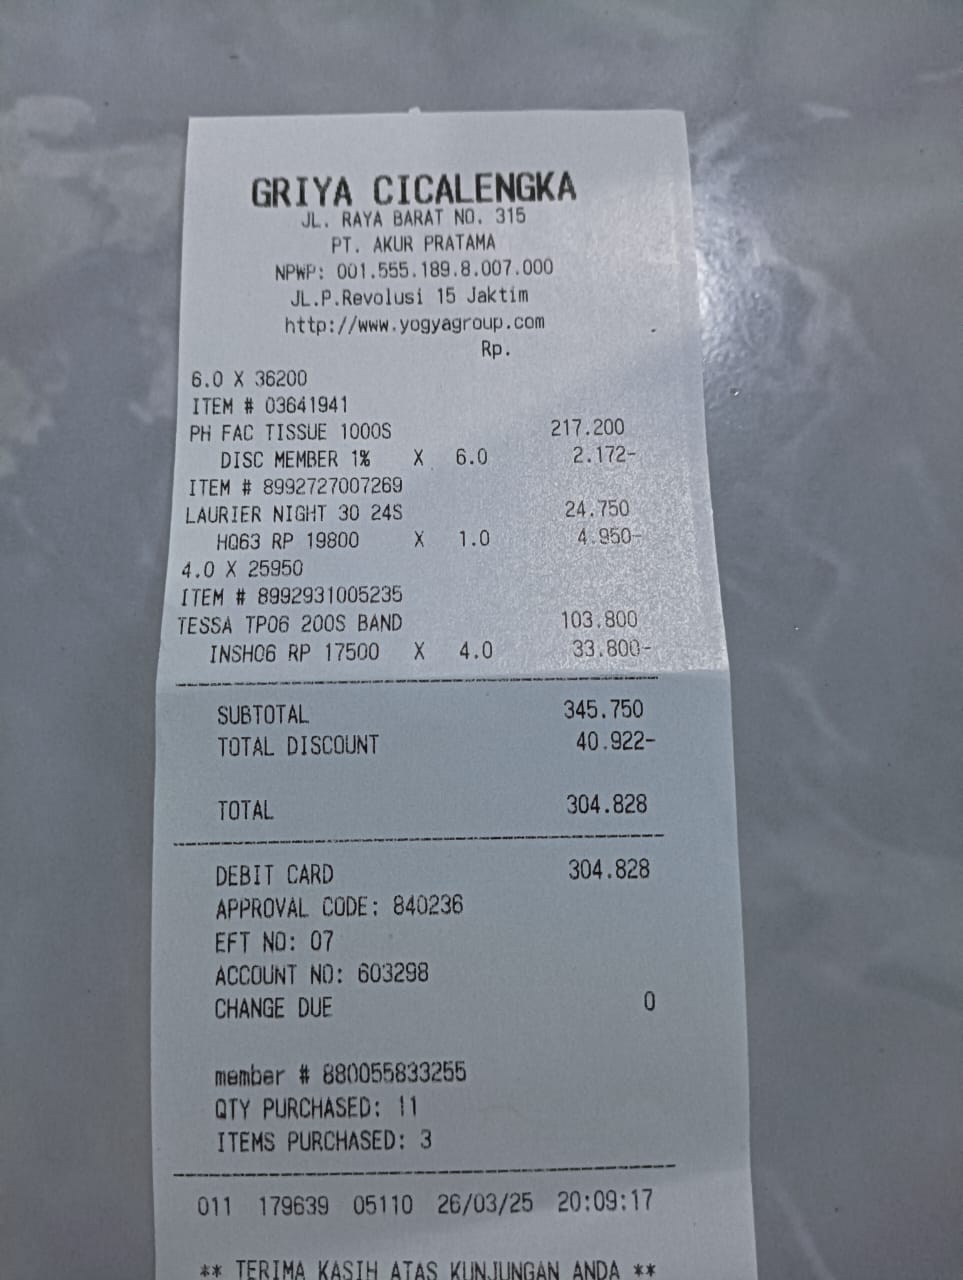 GRIYA CICALENGKA
JL. RAYA BARAT NO. 315
PT. AKUR PRATAMA
NPWP: 001.555.189.8.007.000
JL.P.Revolusi 15 Jaktim
http://www.yogyagroup.com
Rp.
6.0 X 36200
ITEM # 03641941
PH FAC TISSUE 1000S 217.200
DISC MEMBER 1% X 6.0 2.172-
ITEM # 8992727007269
LAURIER NIGHT 30 24S 24.750
HQ63 RP 19800 X 1.0 4.950-
4.0 X 25950
ITEM # 8992931005235
TESSA TP06 200S BAND 103.800
INSH06 RP 17500 X 4.0 33.800-
SUBTOTAL 345.750
TOTAL DISCOUNT 40.922-
TOTAL 304.828
DEBIT CARD 304.828
APPROVAL CODE: 840236
EFT NO: 07
ACCOUNT NO: 603298
CHANGE DUE 0
member # 880055833255
QTY PURCHASED: 11
ITEMS PURCHASED: 3
011 179639 05110 26/03/25 20:09:17
** TERIMA KASIH ATAS KUNJUNGAN ANDA **